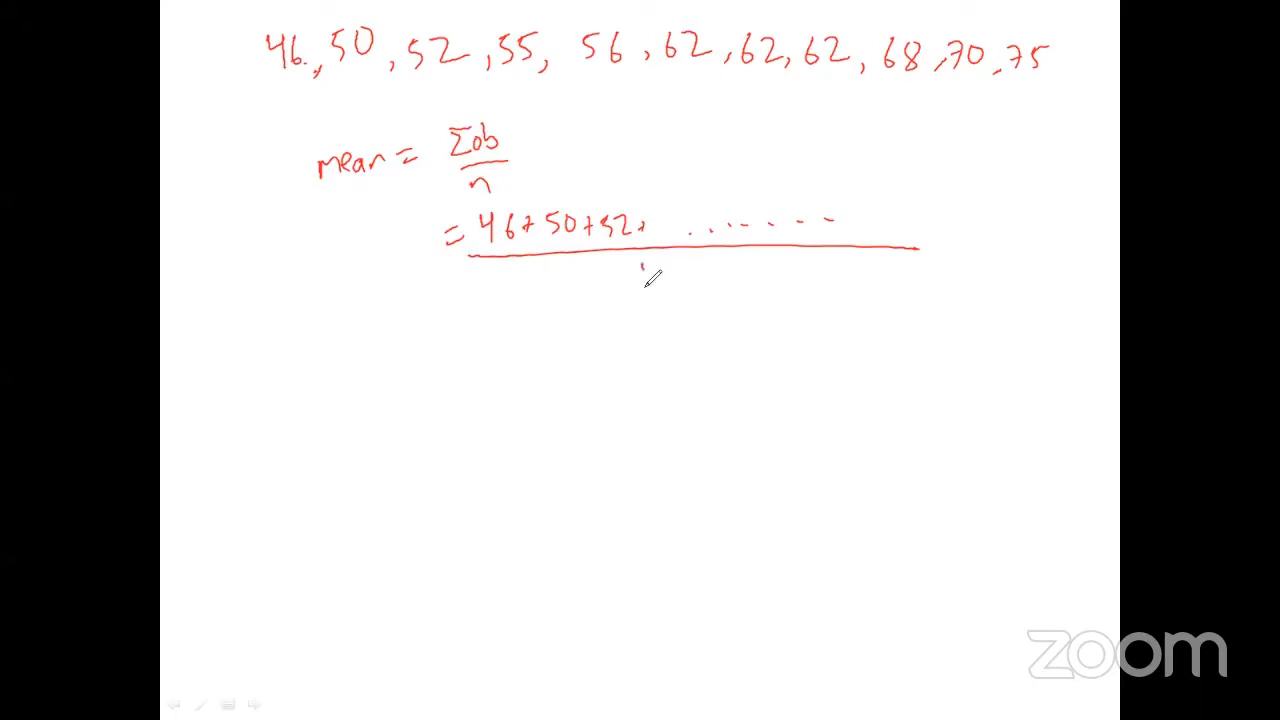 46., 50, 52, 55, 56, 62, 62, 62, 68, 70, 75
mean = Σob
n
= 46+50+52+ .........
zoom